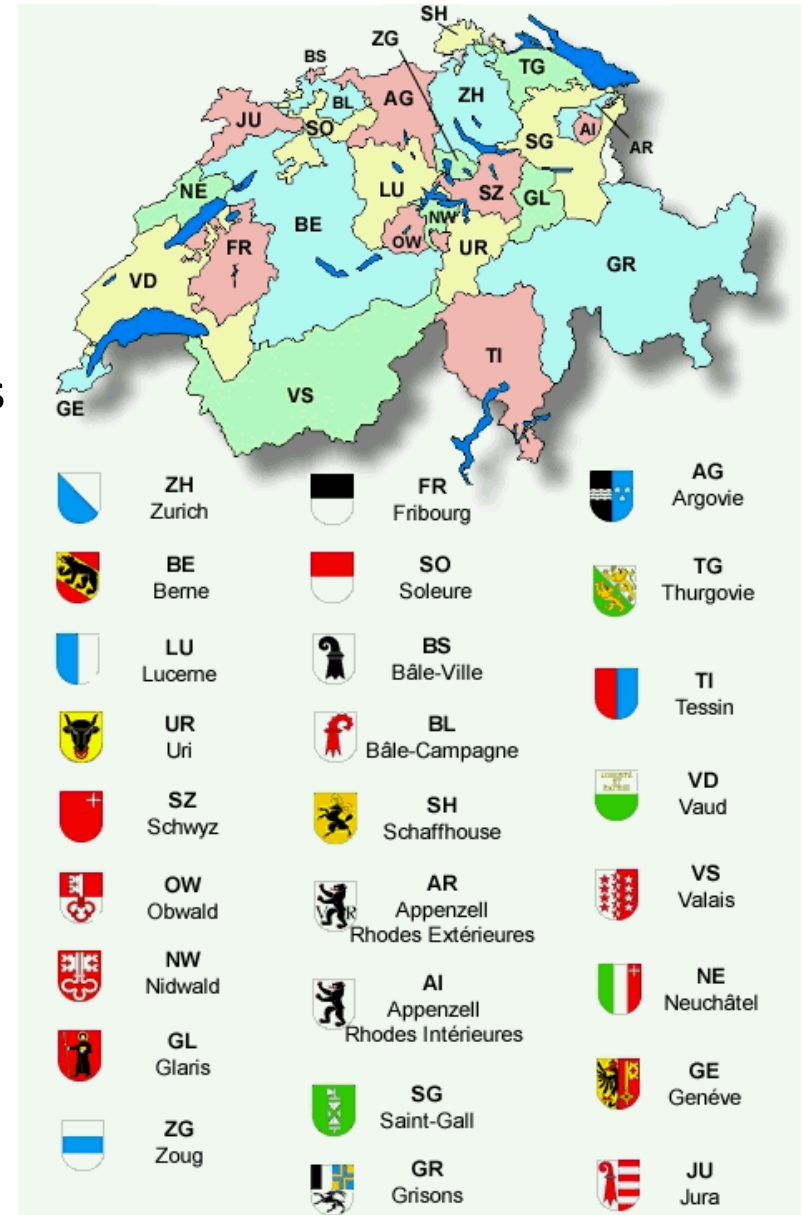 SH
ZG
BS
TG
BL
AG
ZH
JU
SO
SG
AI
AR
NE
LU
SZ
GL
BE
NW
OW
UR
FR
GR
VD
TI
VS
GE
s
ZH
Zurich
BE
Berne
LU
Lucerne
UR
Uri
SZ
Schwyz
OW
Obwald
NW
Nidwald
GL
Glaris
ZG
Zoug
FR
Fribourg
SO
Soleure
BS
Bâle-Ville
BL
Bâle-Campagne
SH
Schaffhouse
V R
AR
Appenzell
Rhodes Extérieures
AI
Appenzell
Rhodes Intérieures
SG
Saint-Gall
GR
Grisons
AG
Argovie
TG
Thurgovie
TI
Tessin
VD
Vaud
VS
Valais
NE
Neuchâtel
GE
Genéve
JU
Jura